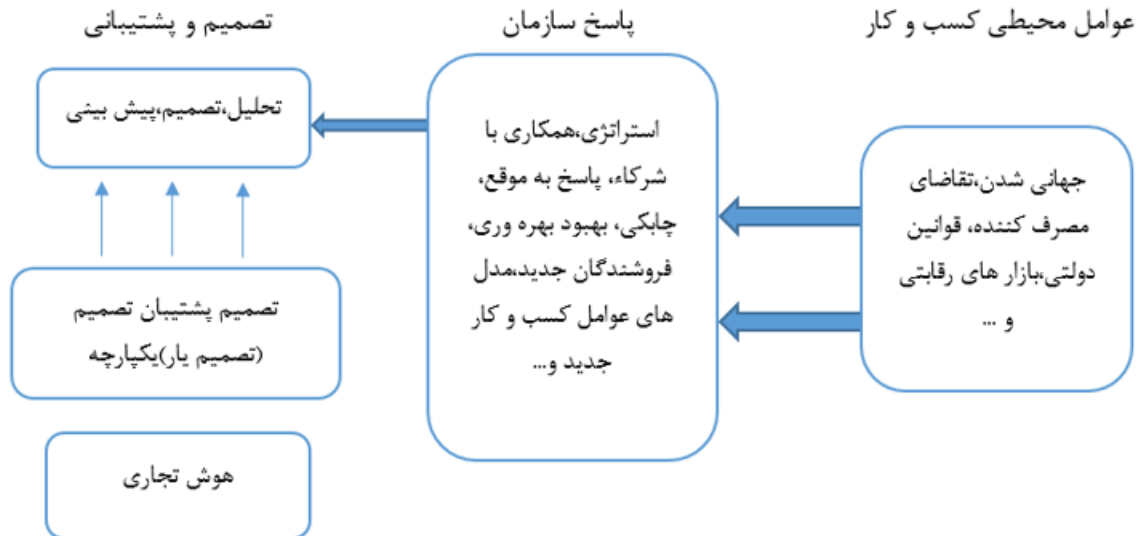 عوامل محیطی کسب و کار
پاسخ سازمان
تصمیم و پشتیبانی
جهانی شدن،تقاضای
مصرف کننده، قوانین
دولتی،بازار های رقابتی
و ...
استراتژی،همکاری با
شرکاء، پاسخ به موقع،
چابکی، بهبود بهره وری،
فروشندگان جدید،مدل
های عوامل کسب و کار
جدید و...
تحلیل،تصمیم،پیش بینی
تصمیم پشتیبان تصمیم
(تصمیم یار)یکپارچه
هوش تجاری